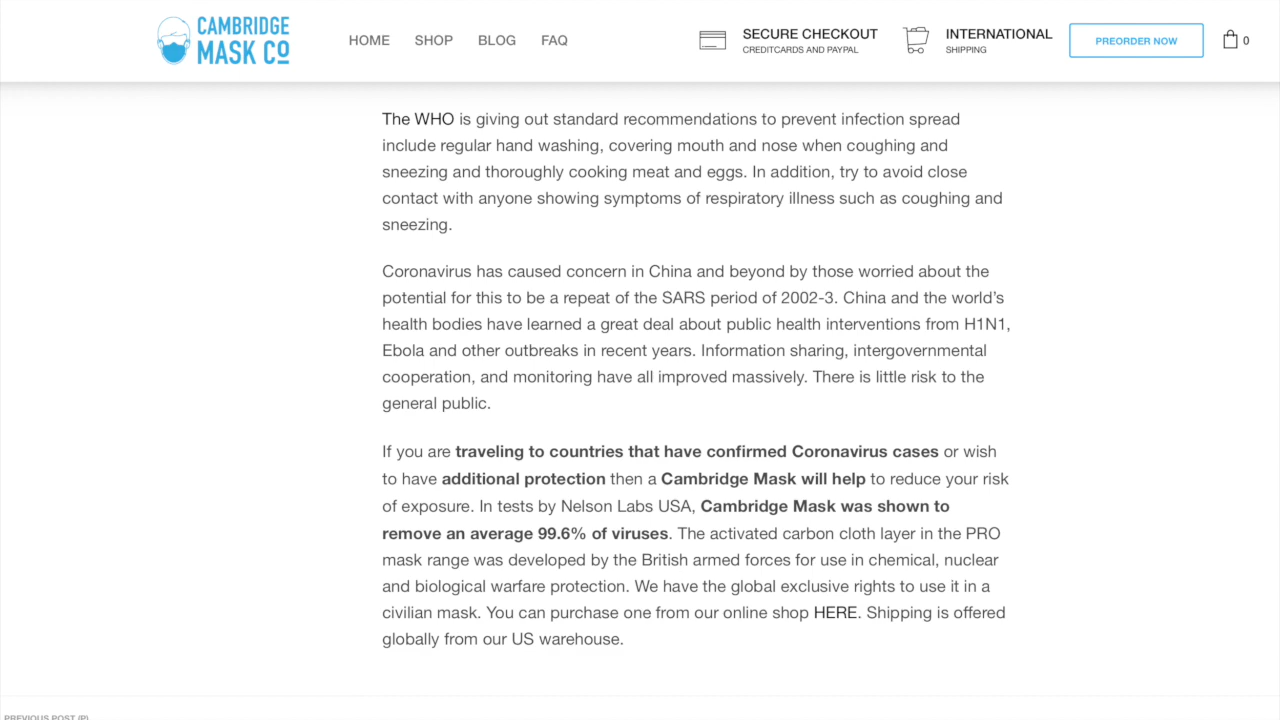 CAMBRIDGE
MASK CO
HOME SHOP BLOG FAQ
SECURE CHECKOUT
CREDITCARDS AND PAYPAL
INTERNATIONAL
SHIPPING
PREORDER NOW
0
The WHO is giving out standard recommendations to prevent infection spread
include regular hand washing, covering mouth and nose when coughing and
sneezing and thoroughly cooking meat and eggs. In addition, try to avoid close
contact with anyone showing symptoms of respiratory illness such as coughing and
sneezing.
Coronavirus has caused concern in China and beyond by those worried about the
potential for this to be a repeat of the SARS period of 2002-3. China and the world’s
health bodies have learned a great deal about public health interventions from H1N1,
Ebola and other outbreaks in recent years. Information sharing, intergovernmental
cooperation, and monitoring have all improved massively. There is little risk to the
general public.
If you are traveling to countries that have confirmed Coronavirus cases or wish
to have additional protection then a Cambridge Mask will help to reduce your risk
of exposure. In tests by Nelson Labs USA, Cambridge Mask was shown to
remove an average 99.6% of viruses. The activated carbon cloth layer in the PRO
mask range was developed by the British armed forces for use in chemical, nuclear
and biological warfare protection. We have the global exclusive rights to use it in a
civilian mask. You can purchase one from our online shop HERE. Shipping is offered
globally from our US warehouse.
PREVIOUS POST (P)